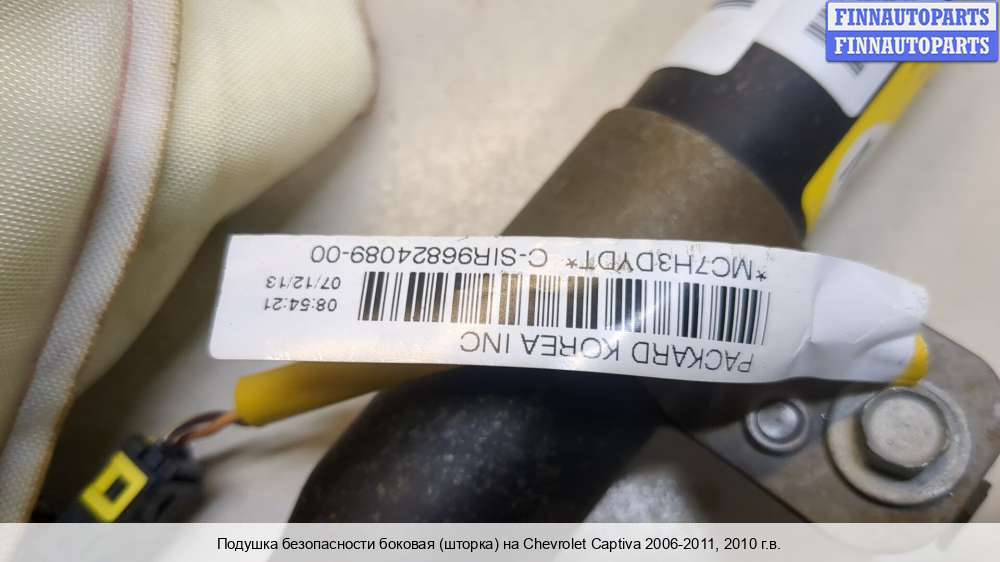 FINNAUTOPARTS
FINNAUTOPARTS
PACKARD KOREA INC
08:54:21
07/12/13
*MC7H3DYDT* C-SIR96824089-00
Подушка безопасности боковая (шторка) на Chevrolet Captiva 2006-2011, 2010 г.в.